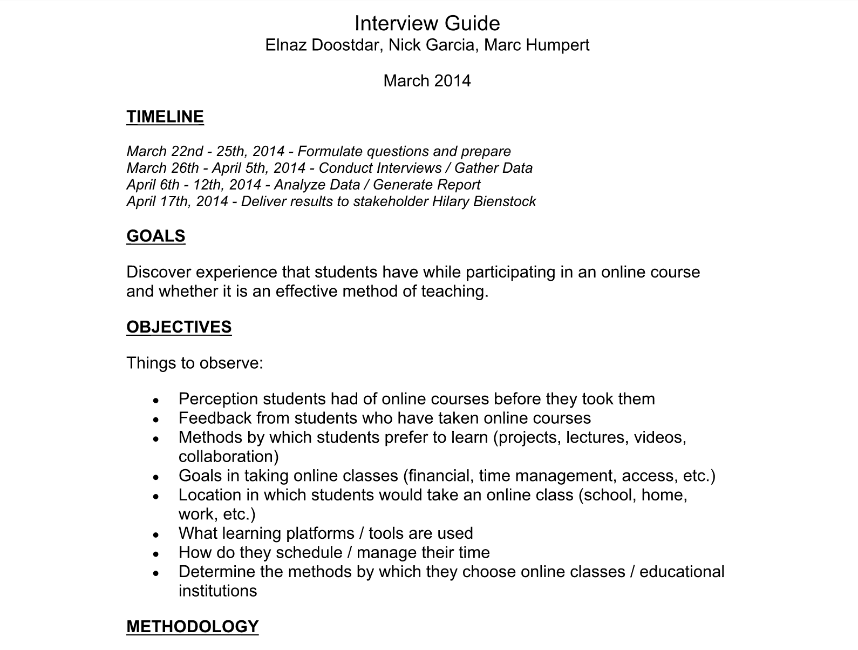 Interview Guide
Elnaz Doostdar, Nick Garcia, Marc Humpert
March 2014
TIMELINE
March 22nd - 25th, 2014 - Formulate questions and prepare
March 26th - April 5th, 2014 - Conduct Interviews / Gather Data
April 6th - 12th, 2014 - Analyze Data / Generate Report
April 17th, 2014 - Deliver results to stakeholder Hilary Bienstock
GOALS
Discover experience that students have while participating in an online course
and whether it is an effective method of teaching.
OBJECTIVES
Things to observe:
• Perception students had of online courses before they took them
• Feedback from students who have taken online courses
• Methods by which students prefer to learn (projects, lectures, videos,
collaboration)
• Goals in taking online classes (financial, time management, access, etc.)
• Location in which students would take an online class (school, home,
work, etc.)
• What learning platforms / tools are used
• How do they schedule / manage their time
• Determine the methods by which they choose online classes / educational
institutions
METHODOLOGY